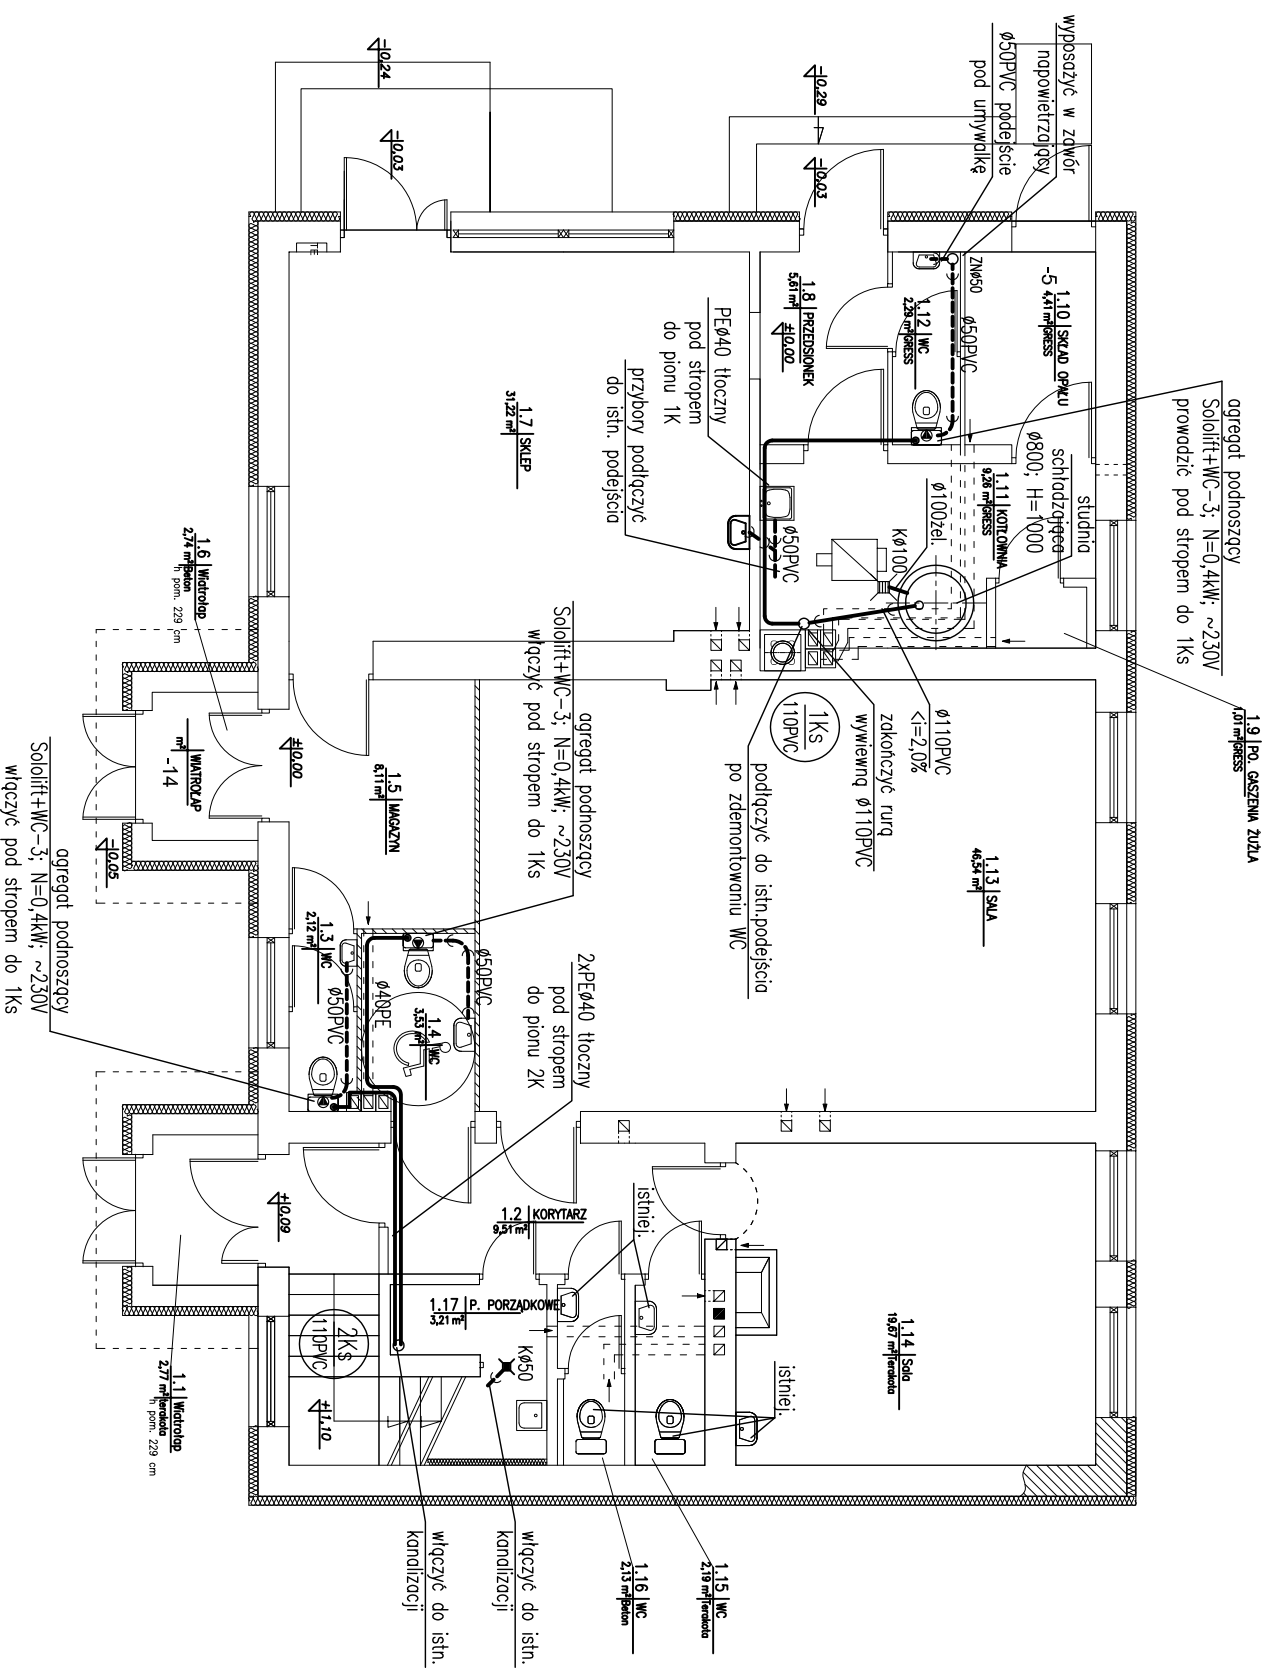 wyposażyć w zawór
napowietrzający
ø50PVC podejście
pod umywalkę
-0,24
-0,03
-0,29
-0,03
agregat podnoszący
Sololift+WC-3; N=0,4kW; ~230V
prowadzić pod stropem do 1Ks
studnia
schładzająca
ø800; H=1000
1.9 PO. GASZENIA ŻUŻLA
1,01 m² GRESS
ZNø50
ø50PVC
1.10 SKŁAD OPAŁU
4,41 m² GRESS
-5
1.12 WC
2,29 m² GRESS
1.8 PRZEDSIONEK
5,61 m²
±0,00
1.11 KOTŁOWNIA
9,26 m² GRESS
ø100żel.
Kø100
ø50PVC
PEø40 tłoczny
pod stropem
do pionu 1K
przybory podłączyć
do istn. podejścia
1.7 SKLEP
31,22 m²
TE
1.6 Wiatrołap
2,74 m² Beton
h pom. 229 cm
ø110PVC
<i=2,0%
zakończyć rurą
wywiewną ø110PVC
1Ks
110PVC
podłączyć do istn.podejścia
po zdemontowaniu WC
agregat podnoszący
Sololift+WC-3; N=0,4kW; ~230V
włączyć pod stropem do 1Ks
1.13 SALA
46,54 m²
1.5 MAGAZYN
8,11 m²
±0,00
WIATROŁAP
m²
-14
-0,05
agregat podnoszący
Sololift+WC-3; N=0,4kW; ~230V
włączyć pod stropem do 1Ks
1.3 WC
2,12 m²
ø50PVC
ø40PE
ø50PVC
1.4 WC
3,53 m²
2xPEø40 tłoczny
pod stropem
do pionu 2K
1.2 KORYTARZ
9,51 m²
istniej.
+0,09
1.17 P. PORZĄDKOWE
3,21 m²
Kø50
2Ks
110PVC
+1,10
1.1 Wiatrołap
2,77 m² terakota
h pom. 229 cm
1.14 Sala
19,67 m² Terakota
istniej.
1.15 WC
2,19 m² Terakota
1.16 WC
2,13 m² Beton
włączyć do istn.
kanalizacji
włączyć do istn.
kanalizacji